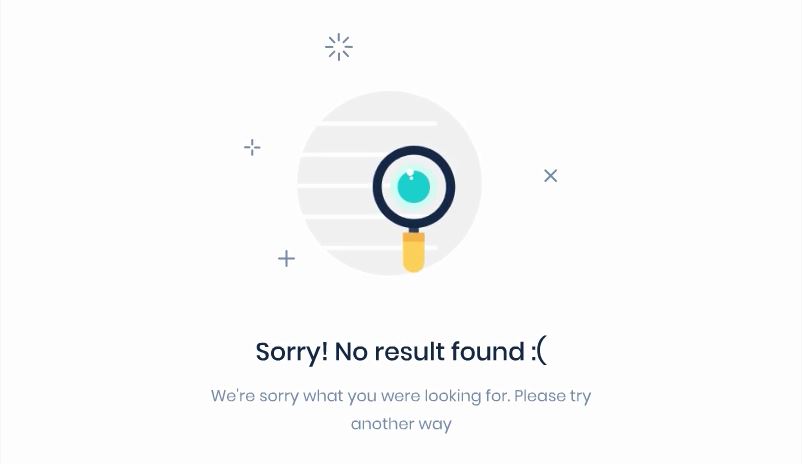 Sorry! No result found :(
We're sorry what you were looking for. Please try
another way